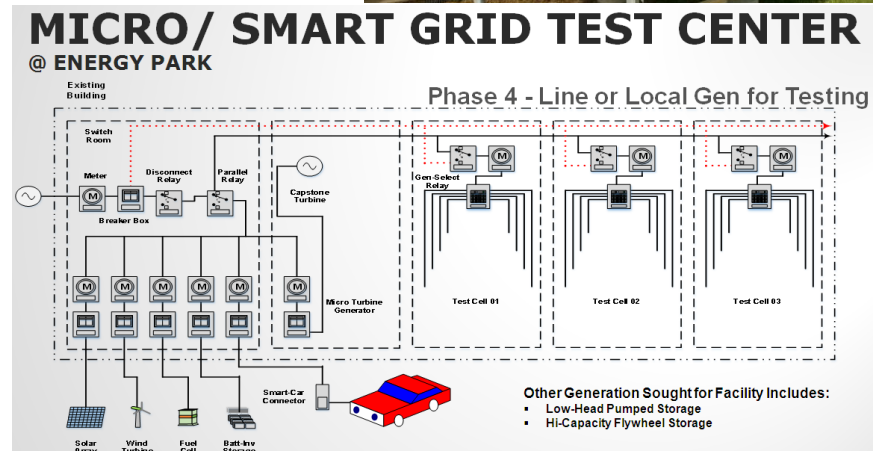 MICRO/ SMART GRID TEST CENTER
@ ENERGY PARK
Existing
Building
Phase 4 - Line or Local Gen for Testing
Switch
Room
Meter
Disconnect
Relay
Parallel
Relay
Breaker Box
Capstone
Turbine
Gen-Select
Relay
M
M
M
M
M
M
M
M
M
M
Micro Turbine
Generator
Test Cell 01
Test Cell 02
Test Cell 03
Smart-Car
Connector
Solar
Array
Wind
Turbine
Fuel
Cell
Batt-Inv
Storage
Other Generation Sought for Facility Includes:
▪ Low-Head Pumped Storage
▪ Hi-Capacity Flywheel Storage